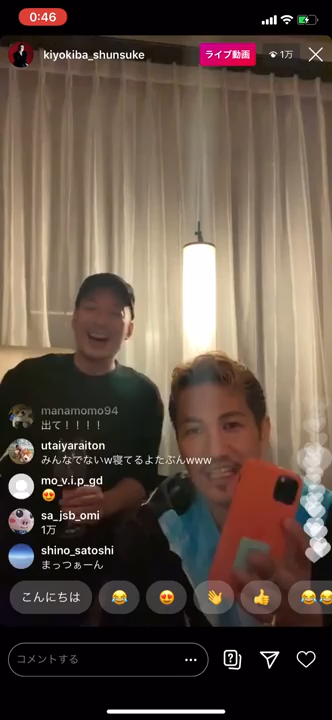 0:46
kiyokiba_shunsuke
ライブ動画
1万
manamomo94
出て！！！！
utaiyaraiton
みんなでないw寝てるよたぶんwww
mo_v.i.p_gd
😍
sa_jsb_omi
1万
shino_satoshi
まっつぁーん
こんにちは
コメントする